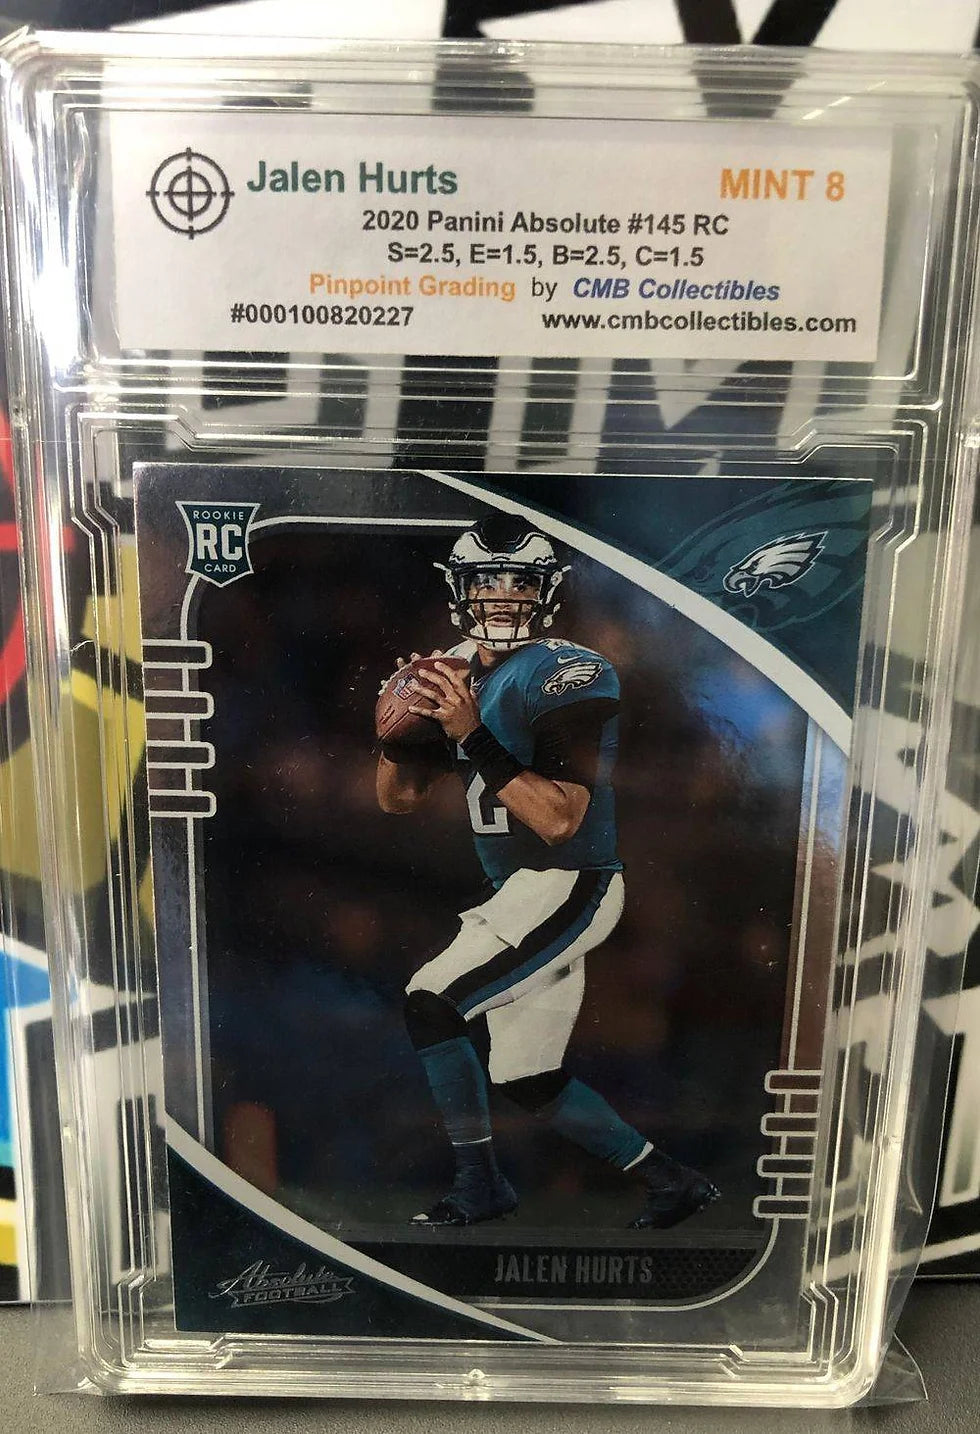 Jalen Hurts MINT 8
2020 Panini Absolute #145 RC
S=2.5, E=1.5, B=2.5, C=1.5
Pinpoint Grading by CMB Collectibles
#000100820227 www.cmbcollectibles.com
ROOKIE
RC
CARD
2
JALEN HURTS
Absolute
FOOTBALL